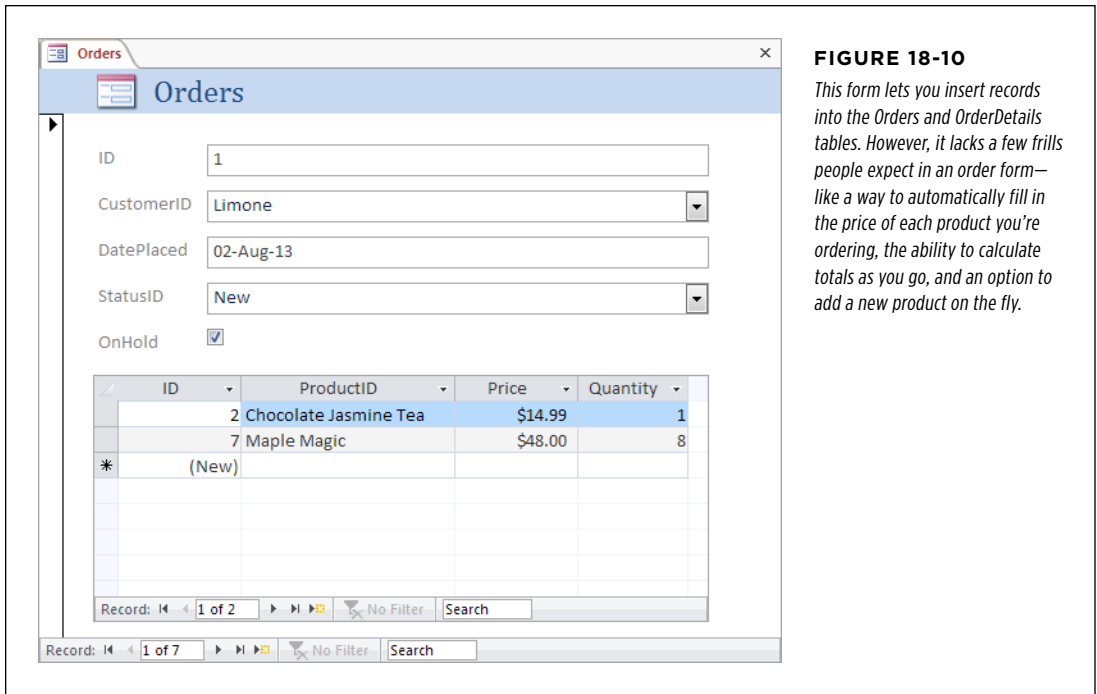 Orders
Orders
ID
1
CustomerID
Limone
DatePlaced
02-Aug-13
StatusID
New
OnHold
ID ProductID Price Quantity
2 Chocolate Jasmine Tea $14.99 1
7 Maple Magic $48.00 8
(New)
Record: 1 of 2 No Filter Search
Record: 1 of 7 No Filter Search
FIGURE 18-10
This form lets you insert records
into the Orders and OrderDetails
tables. However, it lacks a few frills
people expect in an order form—
like a way to automatically fill in
the price of each product you're
ordering, the ability to calculate
totals as you go, and an option to
add a new product on the fly.